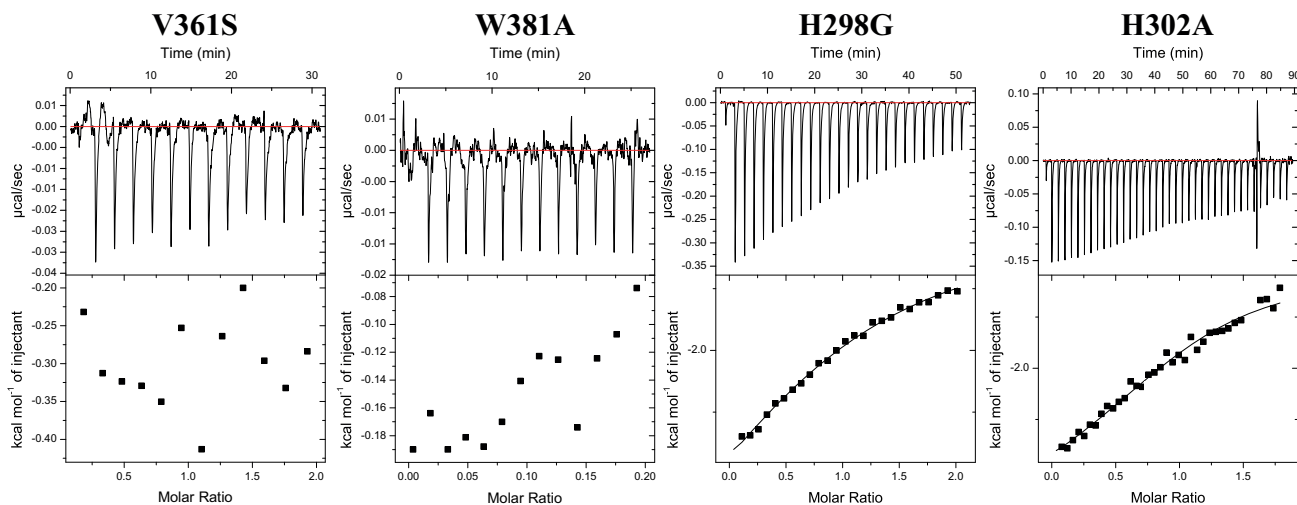 V361S
Time (min)
0 10 20 30
0.01
0.00
-0.01
-0.01
-0.02
-0.03
-0.03
-0.04
µcal/sec
-0.20
-0.25
-0.30
-0.35
-0.40
kcal mol⁻¹ of injectant
0.5 1.0 1.5 2.0
Molar Ratio
W381A
Time (min)
0 10 20
0.01
0.00
-0.00
-0.01
-0.01
-0.02
µcal/sec
-0.08
-0.10
-0.12
-0.14
-0.16
-0.18
kcal mol⁻¹ of injectant
0.00 0.05 0.10 0.15 0.20
Molar Ratio
H298G
Time (min)
0 10 20 30 40 50
0.00
-0.05
-0.10
-0.15
-0.20
-0.25
-0.30
-0.35
µcal/sec
-2.0
kcal mol⁻¹ of injectant
0.0 0.5 1.0 1.5 2.0
Molar Ratio
H302A
Time (min)
0 10 20 30 40 50 60 70 80 90
0.10
0.05
0.00
-0.05
-0.10
-0.15
µcal/sec
-2.0
kcal mol⁻¹ of injectant
0.0 0.5 1.0 1.5
Molar Ratio